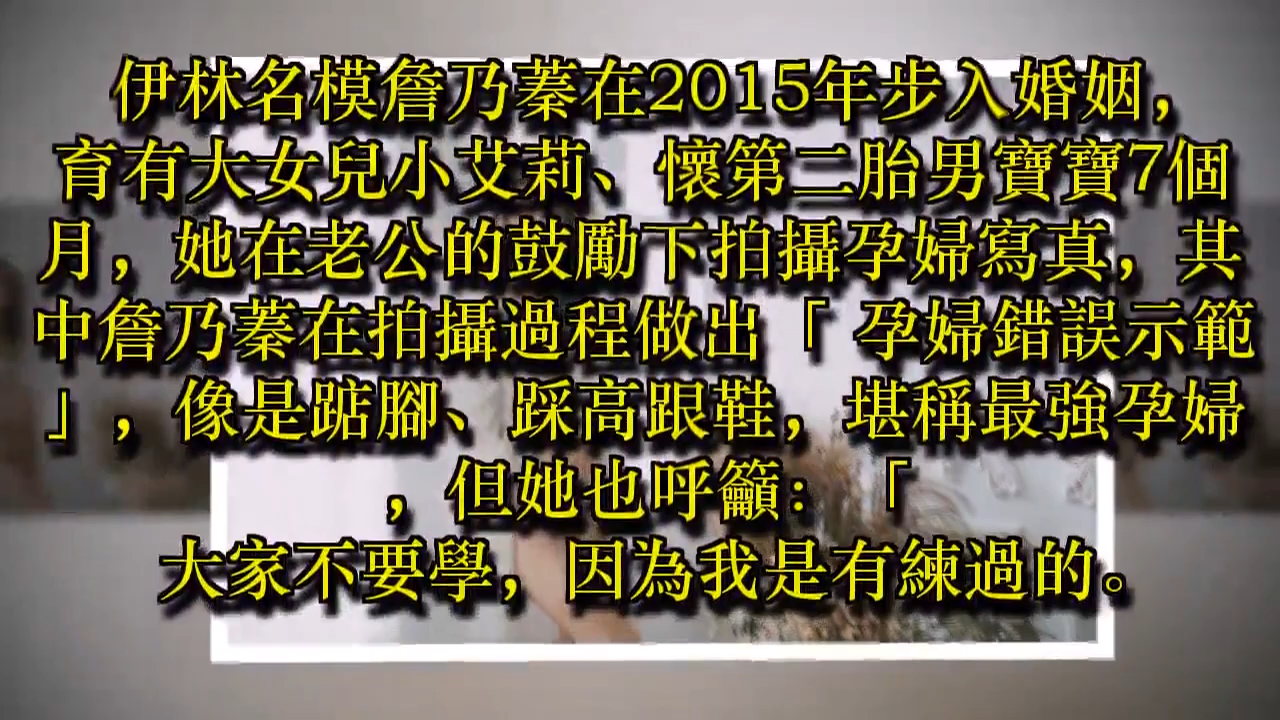 伊林名模詹乃蓁在2015年步入婚姻，
育有大女兒小艾莉、懷第二胎男寶寶7個
月，她在老公的鼓勵下拍攝孕婦寫真，其
中詹乃蓁在拍攝過程做出「 孕婦錯誤示範
」，像是踮腳、踩高跟鞋，堪稱最強孕婦
，但她也呼籲：「
大家不要學，因為我是有練過的。